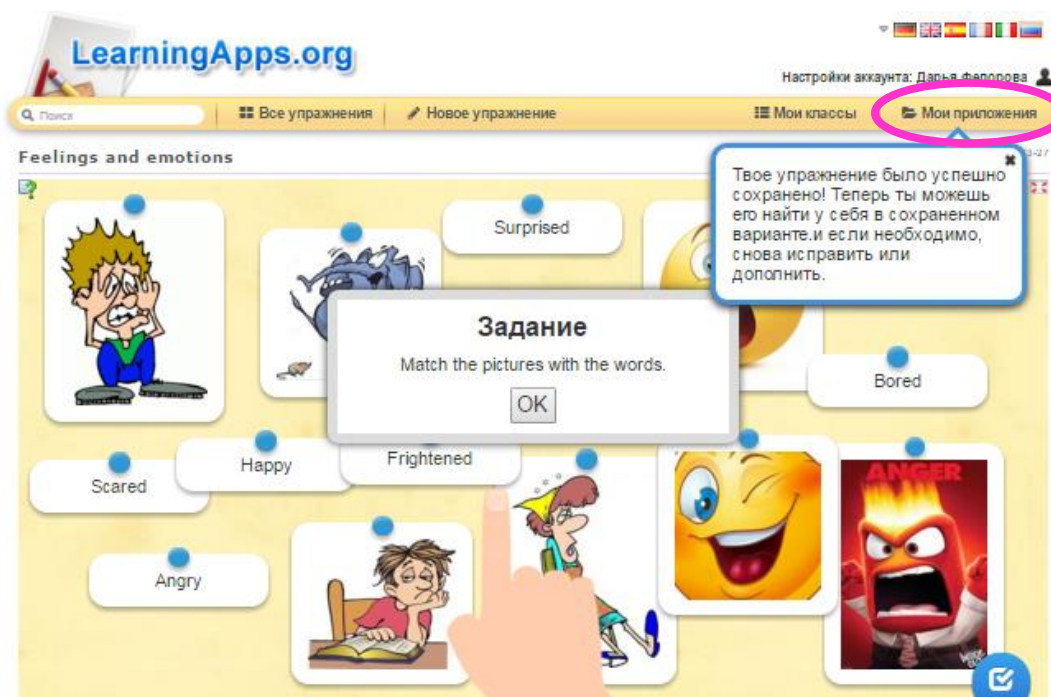 LearningApps.org
Настройки аккаунта: Дарья Федорова
Поиск
Все упражнения
Новое упражнение
Мои классы
Мои приложения
Feelings and emotions
3-27
Твое упражнение было успешно
сохранено! Теперь ты можешь
его найти у себя в сохраненном
варианте.и если необходимо,
снова исправить или
дополнить.
Surprised
Задание
Match the pictures with the words.
OK
Bored
Scared
Happy
Frightened
Angry
ANGER